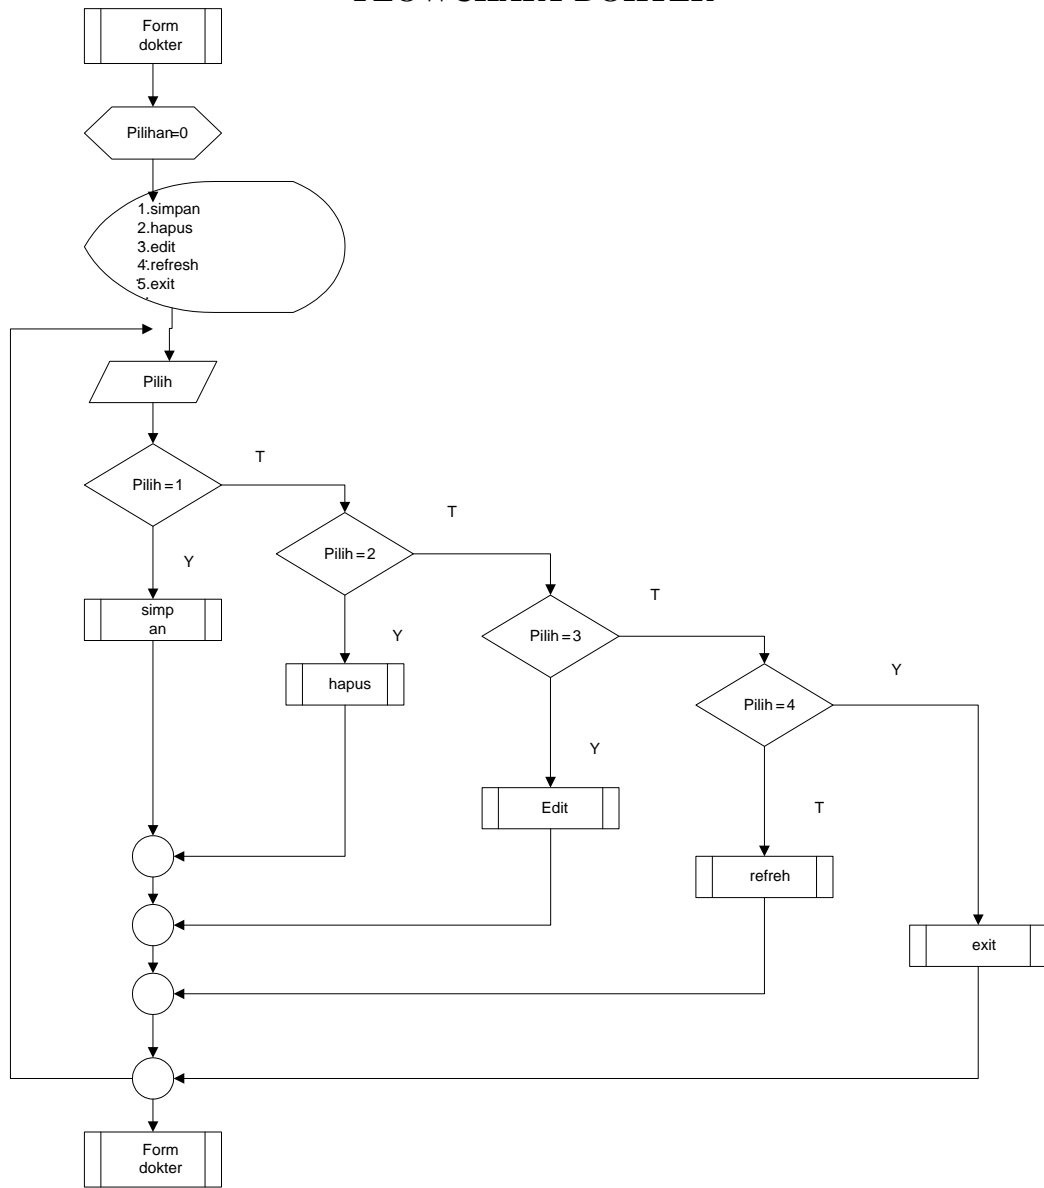 Form
dokter
Pilihan=0
1.simpan
2.hapus
3.edit
4.refresh
5.exit
Pilih
Pilih = 1
T
Y
simp
an
Pilih = 2
T
Y
hapus
Pilih = 3
T
Y
Edit
Pilih = 4
Y
T
refreh
exit
Form
dokter